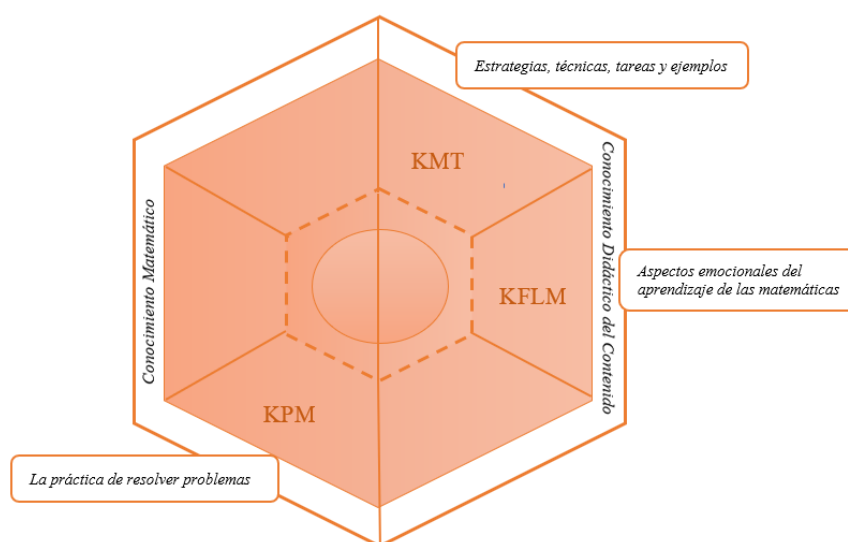 Estrategias, técnicas, tareas y ejemplos
KMT
Conocimiento Matemático
Conocimiento Didáctico del Contenido
KFLM
Aspectos emocionales del
aprendizaje de las matemáticas
KPM
La práctica de resolver problemas